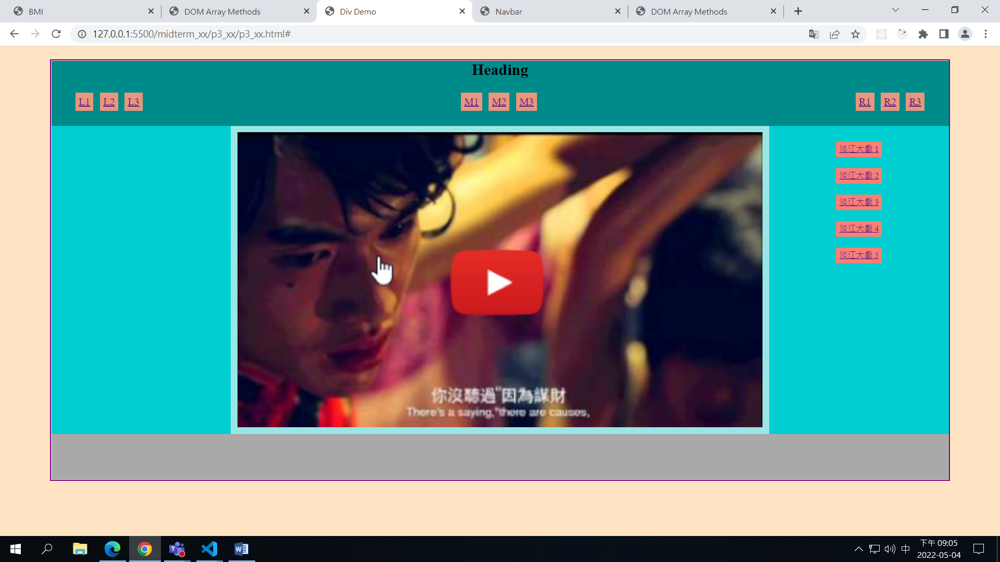 BMI
DOM Array Methods
Div Demo
Navbar
DOM Array Methods
127.0.0.1:5500/midterm_xx/p3_xx/p3_xx.html#
Heading
L1 L2 L3 M1 M2 M3 R1 R2 R3
淡江大戲 1
淡江大戲 2
淡江大戲 3
淡江大戲 4
淡江大戲 5
你沒聽過"因為謀財
There's a saying,"there are causes,
中
下午 09:05
2022-05-04